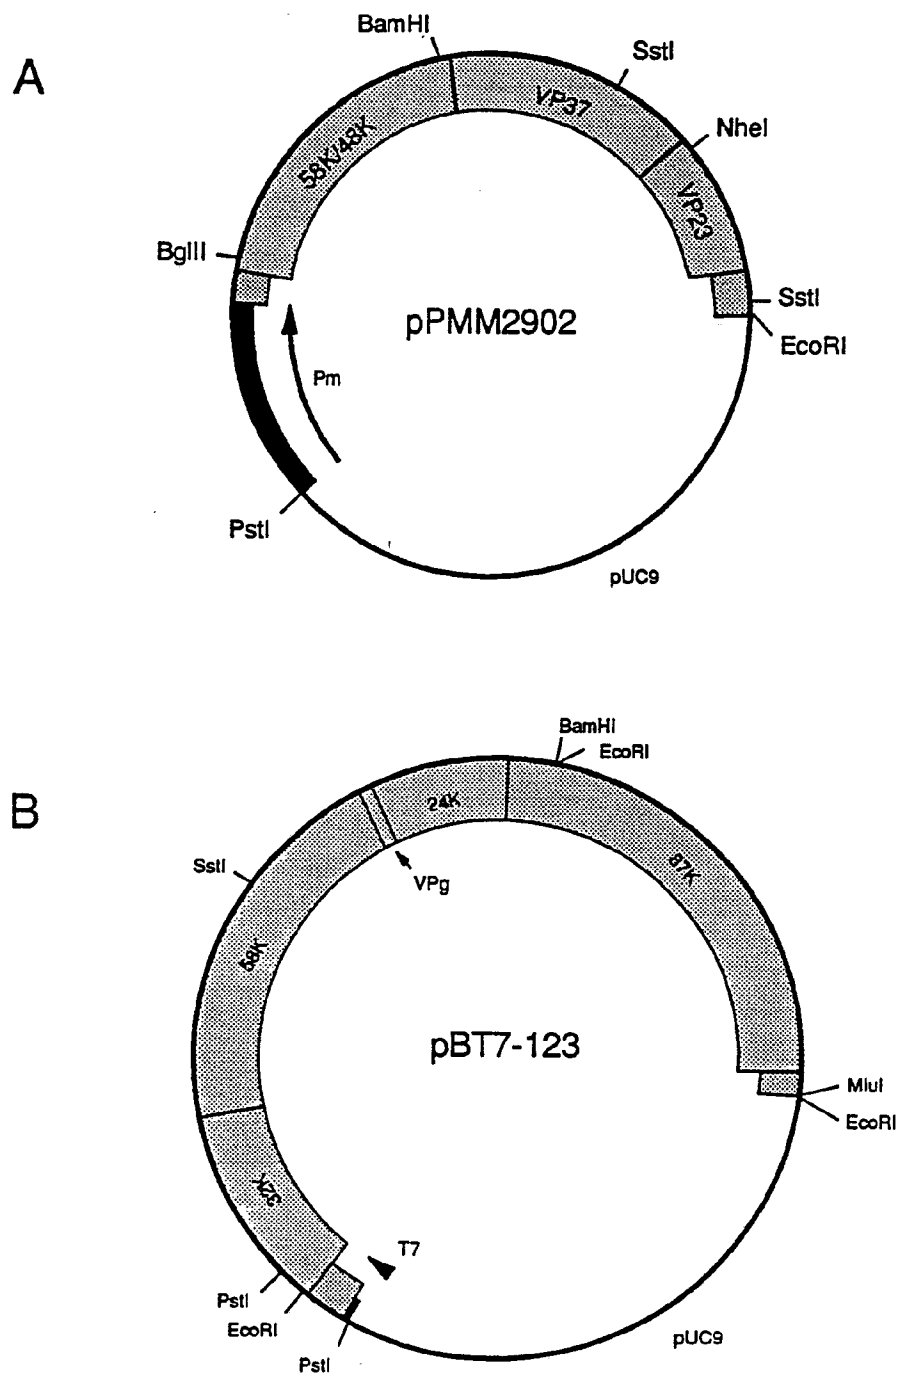 A
BamHI
SstI
VP37
NheI
58K/48K
VP23
BglII
SstI
pPMM2902
EcoRI
Pm
PstI
pUC9
B
BamHI
EcoRI
24K
SstI
87K
VPg
58K
pBT7-123
MluI
EcoRI
32K
T7
PstI
EcoRI
pUC9
PstI